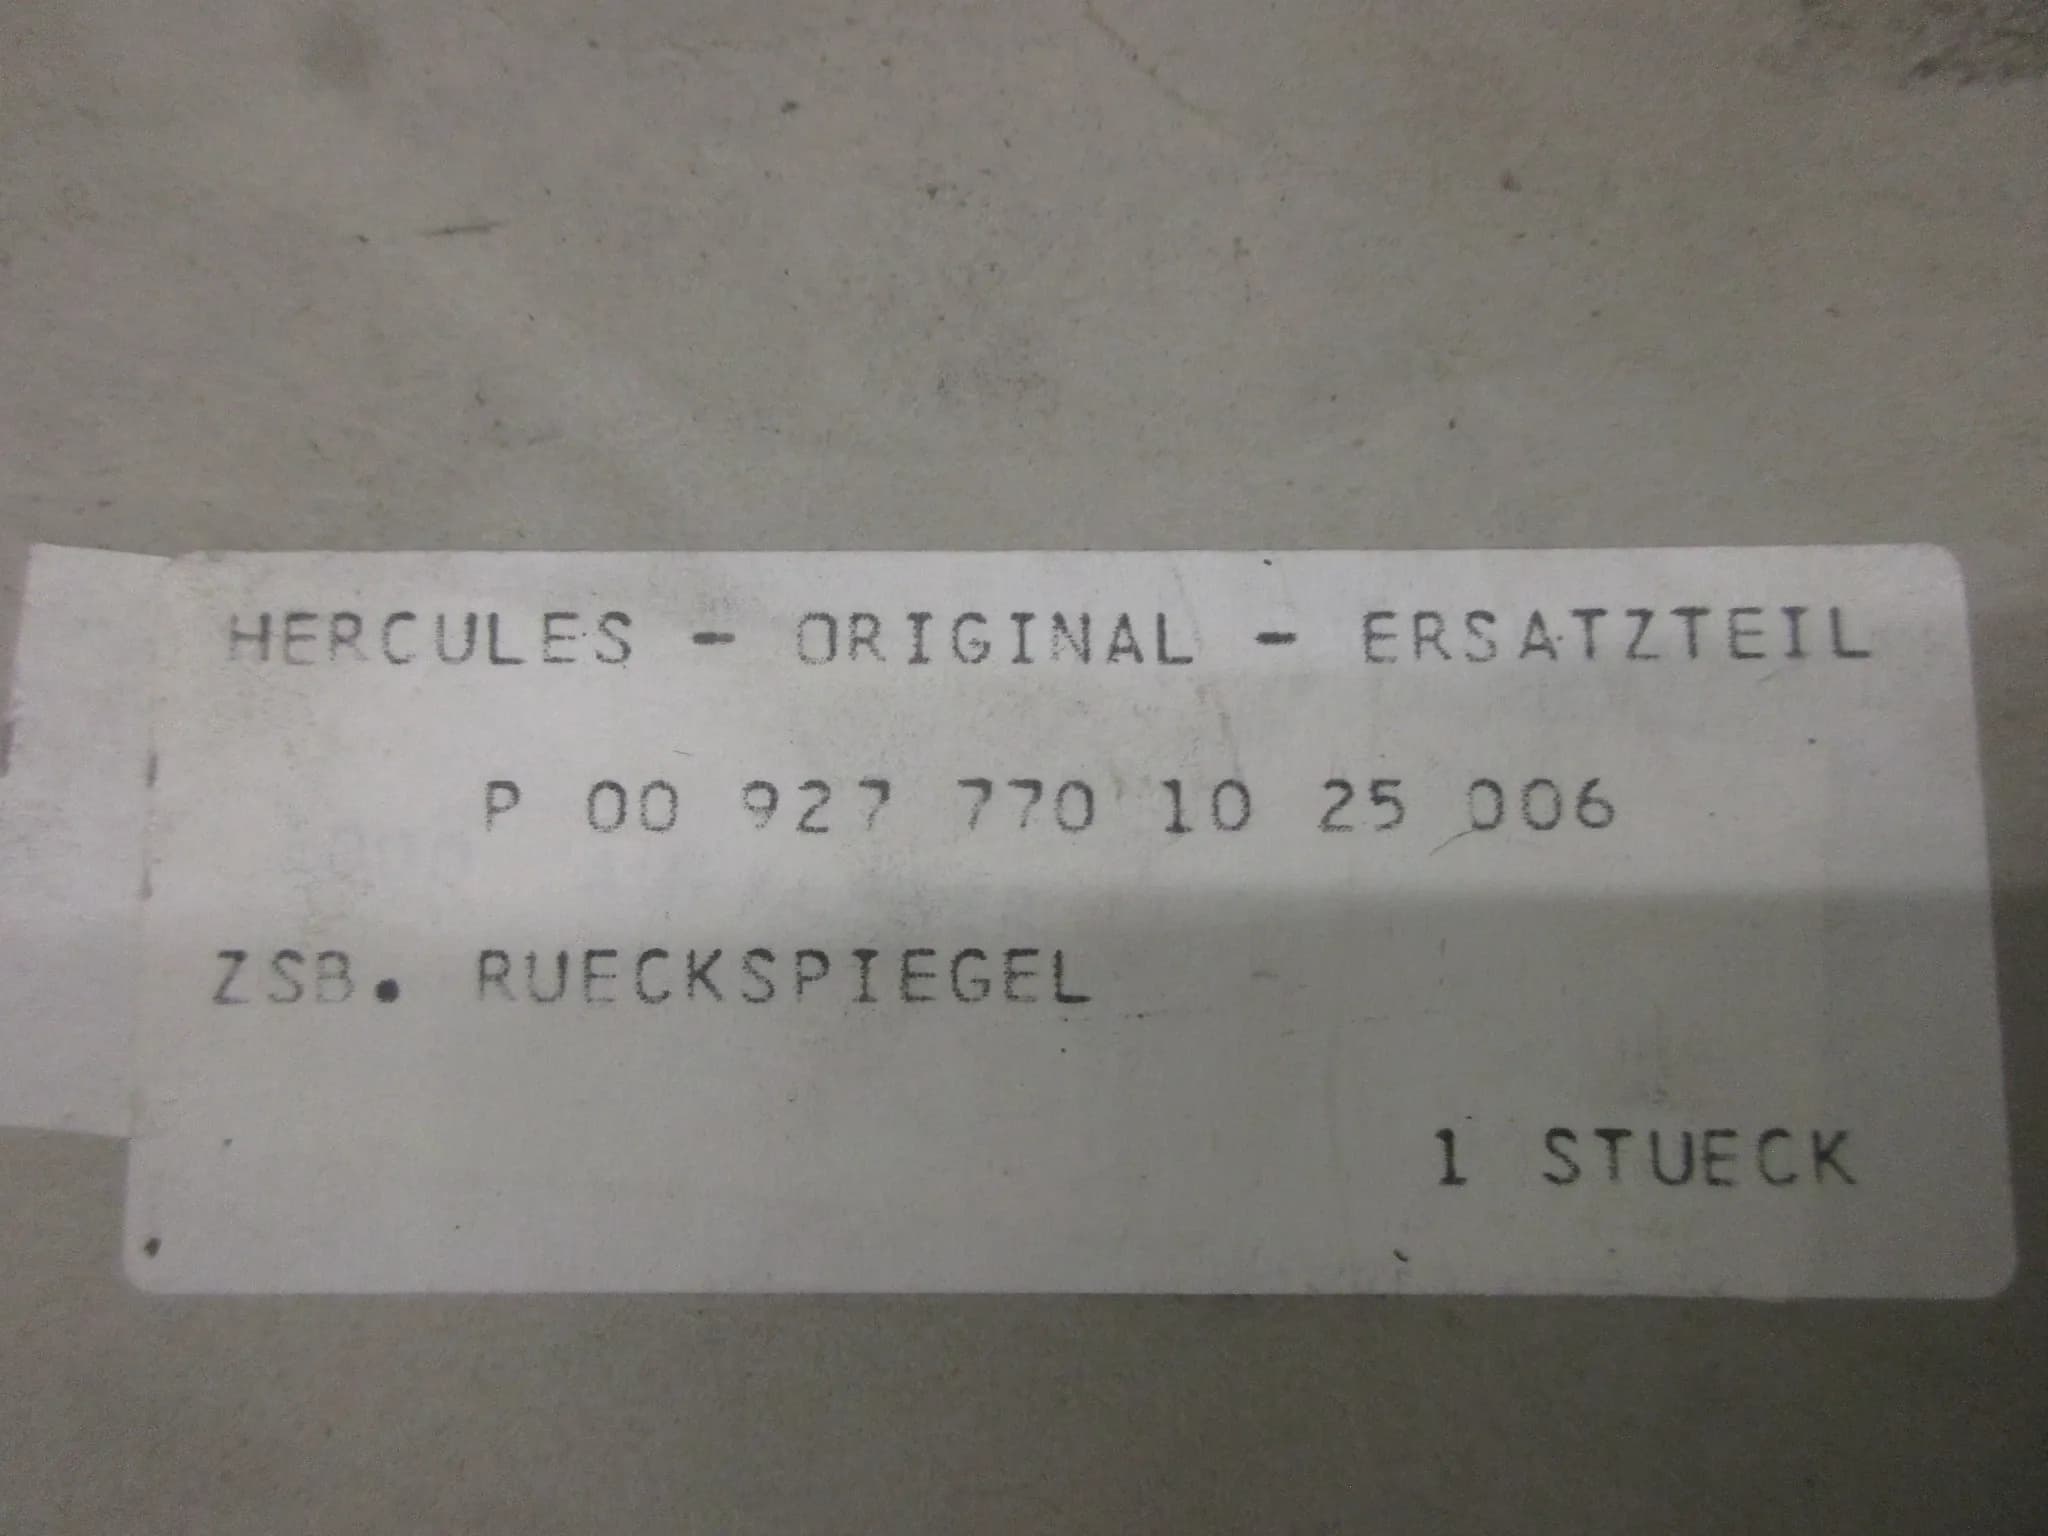 HERCULES - ORIGINAL - ERSATZTEIL
P 00 927 770 10 25 006
ZSB. RUECKSPIEGEL
1 STUECK